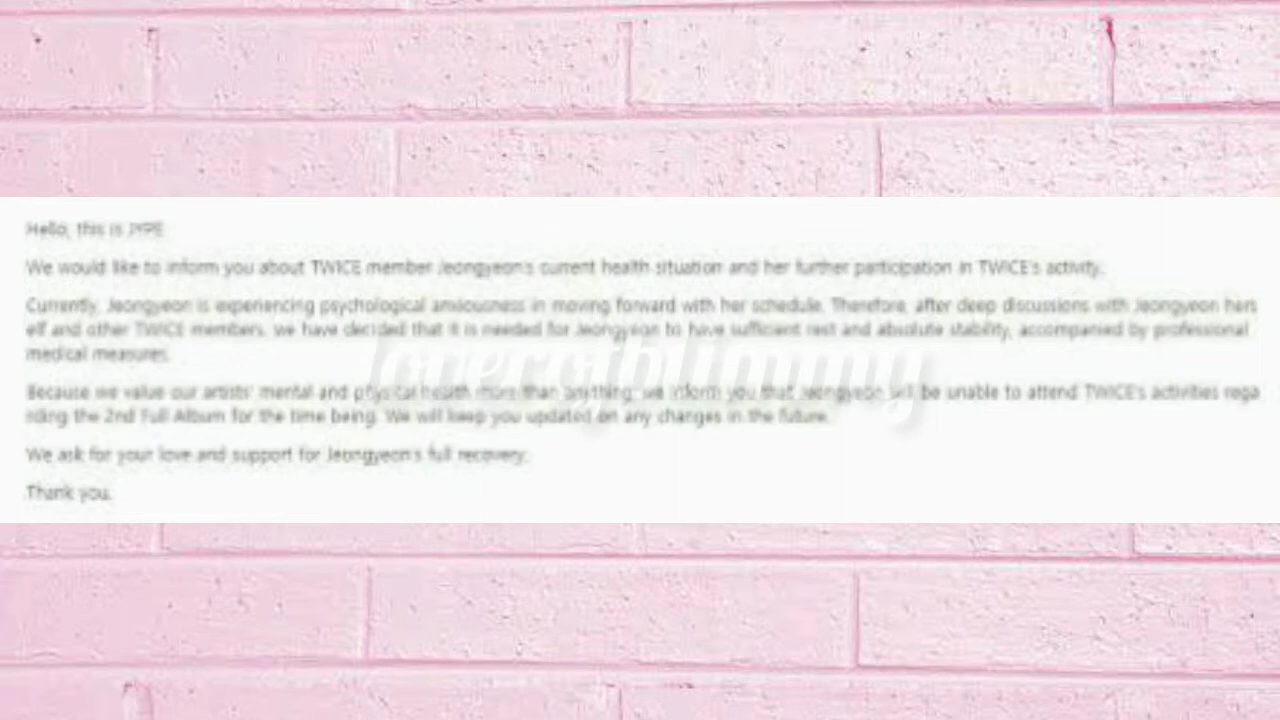 Hello, this is JYPE
We would like to inform you about TWICE member Jeongyeon's current health situation and her further participation in TWICE's activity.
Currently, Jeongyeon is experiencing psychological anxiousness in moving forward with her schedule. Therefore, after deep discussions with Jeongyeon hers
elf and other TWICE members, we have decided that it is needed for Jeongyeon to have sufficient rest and absolute stability, accompanied by professional
medical measures.
Because we value our artists' mental and physical health more than anything, we inform you that Jeongyeon will be unable to attend TWICE's activities rega
rding the 2nd Full Album for the time being. We will keep you updated on any changes in the future.
We ask for your love and support for Jeongyeon's full recovery.
Thank you.